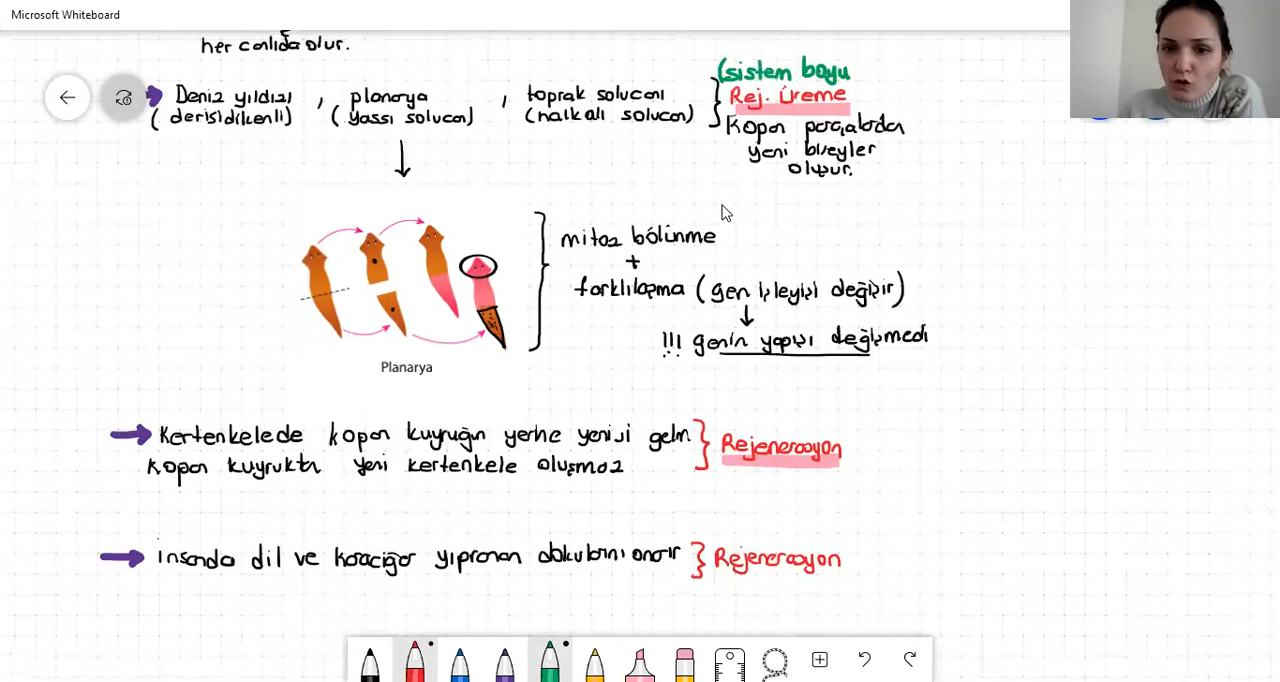 Microsoft Whiteboard
her canlıda olur.
(sistem boyu
Deniz yıldızı , planarya , toprak solucanı
(derisidikenli) (yassı solucan) (halkalı solucan)
Rej. Üreme
Kopan parçalardan
yeni bireyler
oluşur.
mitoz bölünme
+
farklılaşma (gen işleyişi değişir)
!!! genin yapısı değişmedi
Planarya
Kertenkelede kopan kuyruğun yerine yenisi gelir
kopan kuyruktan yeni kertenkele oluşmaz
Rejenerasyon
insanda dil ve karaciğer yıpranan dokularını onarır
Rejenerasyon